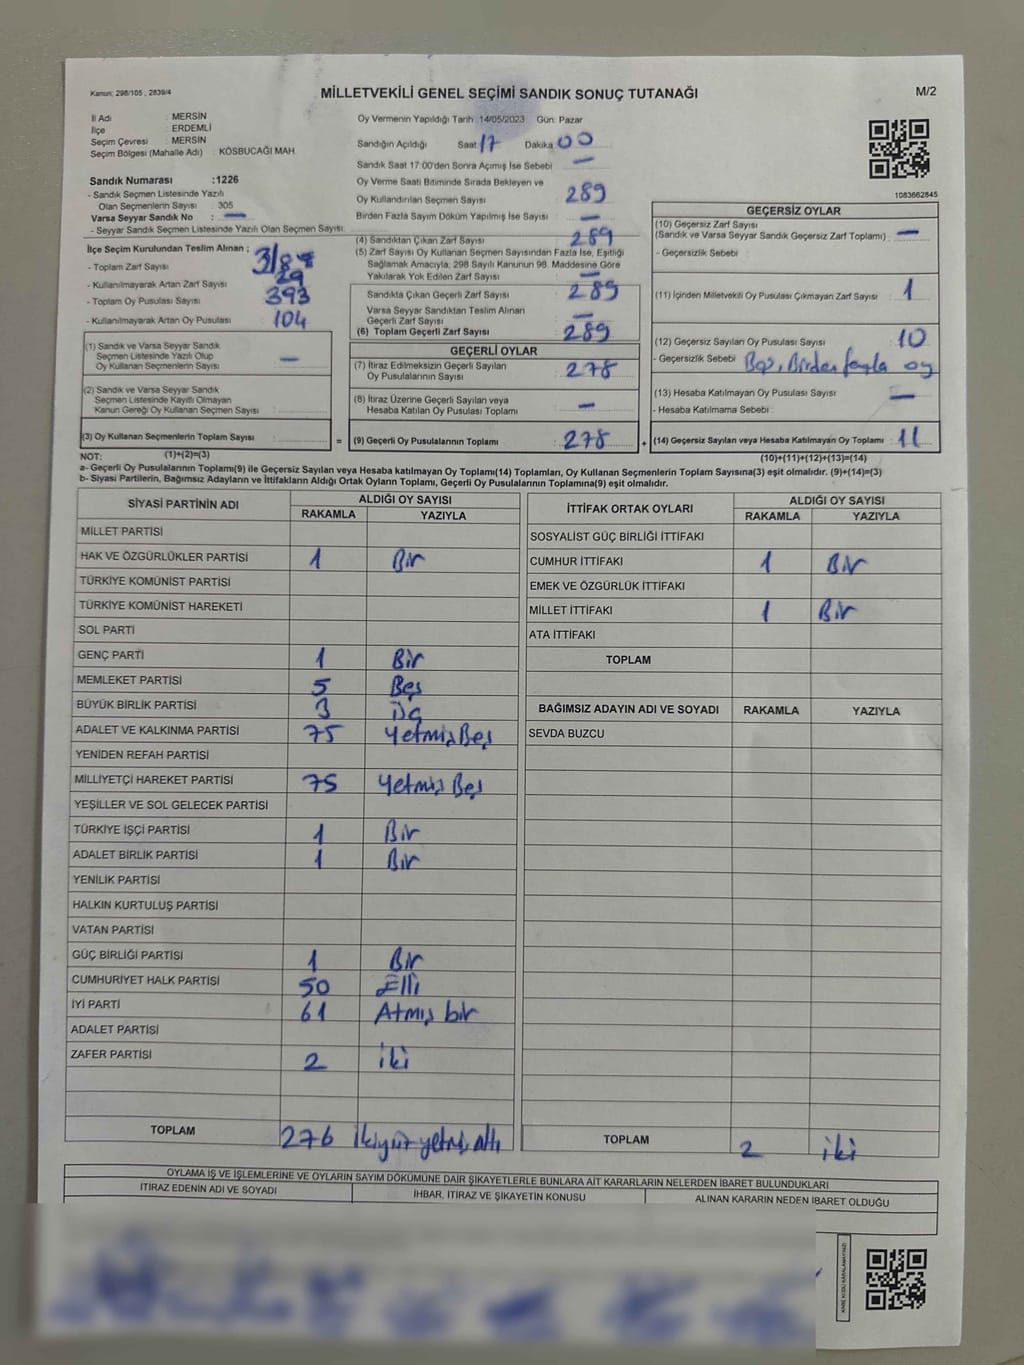 Kanun: 298/105 , 2839/4
MİLLETVEKİLİ GENEL SEÇİMİ SANDIK SONUÇ TUTANAĞI
M/2
İl Adı : MERSİN
İlçe : ERDEMLİ
Seçim Çevresi : MERSİN
Seçim Bölgesi (Mahalle Adı) : KÖSBUCAĞI MAH.
Sandık Numarası :1226
- Sandık Seçmen Listesinde Yazılı
Olan Seçmenlerin Sayısı : 305
Varsa Seyyar Sandık No : —
- Seyyar Sandık Seçmen Listesinde Yazılı Olan Seçmen Sayısı:
İlçe Seçim Kurulundan Teslim Alınan ;
- Toplam Zarf Sayısı :
- Kullanılmayarak Artan Zarf Sayısı : 29
- Toplam Oy Pusulası Sayısı : 393
- Kullanılmayarak Artan Oy Pusulası : 104
(1) Sandık ve Varsa Seyyar Sandık
Seçmen Listesinde Yazılı Olup
Oy Kullanan Seçmenlerin Sayısı : —
(2) Sandık ve Varsa Seyyar Sandık
Seçmen Listesinde Kayıtlı Olmayan
Kanun Gereği Oy Kullanan Seçmen Sayısı :
(3) Oy Kullanan Seçmenlerin Toplam Sayısı : =
Oy Vermenin Yapıldığı Tarih : 14/05/2023 Gün: Pazar
Sandığın Açıldığı Saat 17 Dakika 00
Sandık Saat 17:00'den Sonra Açımış İse Sebebi —
Oy Verme Saati Bitiminde Sırada Bekleyen ve
Oy Kullandırılan Seçmen Sayısı 289
Birden Fazla Sayım Döküm Yapılmış İse Sayısı —
(4) Sandıktan Çıkan Zarf Sayısı 289
(5) Zarf Sayısı Oy Kullanan Seçmen Sayısından Fazla İse, Eşitliği
Sağlamak Amacıyla, 298 Sayılı Kanunun 98. Maddesine Göre
Yakılarak Yok Edilen Zarf Sayısı : —
Sandıkta Çıkan Geçerli Zarf Sayısı : 289
Varsa Seyyar Sandıktan Teslim Alınan
Geçerli Zarf Sayısı :
(6) Toplam Geçerli Zarf Sayısı : 289
GEÇERLİ OYLAR
(7) İtiraz Edilmeksizin Geçerli Sayılan
Oy Pusulalarının Sayısı : 278
(8) İtiraz Üzerine Geçerli Sayılan veya
Hesaba Katılan Oy Pusulası Toplamı : —
(9) Geçerli Oy Pusulalarının Toplamı : 278 +
1083662845
GEÇERSİZ OYLAR
(10) Geçersiz Zarf Sayısı
(Sandık ve Varsa Seyyar Sandık Geçersiz Zarf Toplamı) : —
- Geçersizlik Sebebi :
(11) İçinden Milletvekili Oy Pusulası Çıkmayan Zarf Sayısı : 1
(12) Geçersiz Sayılan Oy Pusulası Sayısı : 10
- Geçersizlik Sebebi : Boş, Birden fazla oy
(13) Hesaba Katılmayan Oy Pusulası Sayısı : —
- Hesaba Katılmama Sebebi :
(14) Geçersiz Sayılan veya Hesaba Katılmayan Oy Toplamı : 11
NOT: (1)+(2)=(3)
(10)+(11)+(12)+(13)=(14)
a- Geçerli Oy Pusulalarının Toplamı(9) ile Geçersiz Sayılan veya Hesaba katılmayan Oy Toplamı(14) Toplamları, Oy Kullanan Seçmenlerin Toplam Sayısına(3) eşit olmalıdır. (9)+(14)=(3)
b- Siyasi Partilerin, Bağımsız Adayların ve İttifakların Aldığı Ortak Oyların Toplamı, Geçerli Oy Pusulalarının Toplamına(9) eşit olmalıdır.
SİYASİ PARTİNİN ADI ALDIĞI OY SAYISI
RAKAMLA YAZIYLA
MİLLET PARTİSİ
HAK VE ÖZGÜRLÜKLER PARTİSİ 1 Bir
TÜRKİYE KOMÜNİST PARTİSİ
TÜRKİYE KOMÜNİST HAREKETİ
SOL PARTİ
GENÇ PARTİ 1 Bir
MEMLEKET PARTİSİ 5 Beş
BÜYÜK BİRLİK PARTİSİ 3 Üç
ADALET VE KALKINMA PARTİSİ 75 Yetmiş Beş
YENİDEN REFAH PARTİSİ
MİLLİYETÇİ HAREKET PARTİSİ 75 Yetmiş Beş
YEŞİLLER VE SOL GELECEK PARTİSİ
TÜRKİYE İŞÇİ PARTİSİ 1 Bir
ADALET BİRLİK PARTİSİ 1 Bir
YENİLİK PARTİSİ
HALKIN KURTULUŞ PARTİSİ
VATAN PARTİSİ
GÜÇ BİRLİĞİ PARTİSİ 1 Bir
CUMHURİYET HALK PARTİSİ 50 Elli
İYİ PARTİ 61 Atmış bir
ADALET PARTİSİ
ZAFER PARTİSİ 2 iki
TOPLAM 276 ikiyüz yetmiş altı
İTTİFAK ORTAK OYLARI ALDIĞI OY SAYISI
RAKAMLA YAZIYLA
SOSYALİST GÜÇ BİRLİĞİ İTTİFAKI
CUMHUR İTTİFAKI 1 Bir
EMEK VE ÖZGÜRLÜK İTTİFAKI
MİLLET İTTİFAKI 1 Bir
ATA İTTİFAKI
TOPLAM
BAĞIMSIZ ADAYIN ADI VE SOYADI RAKAMLA YAZIYLA
SEVDA BUZCU
TOPLAM 2 iki
OYLAMA İŞ VE İŞLEMLERİNE VE OYLARIN SAYIM DÖKÜMÜNE DAİR ŞİKAYETLERLE BUNLARA AİT KARARLARIN NELERDEN İBARET BULUNDUKLARI
İTİRAZ EDENİN ADI VE SOYADI İHBAR, İTİRAZ VE ŞİKAYETİN KONUSU ALINAN KARARIN NEDEN İBARET OLDUĞU
KARE KODU KARALAMAYINIZ!